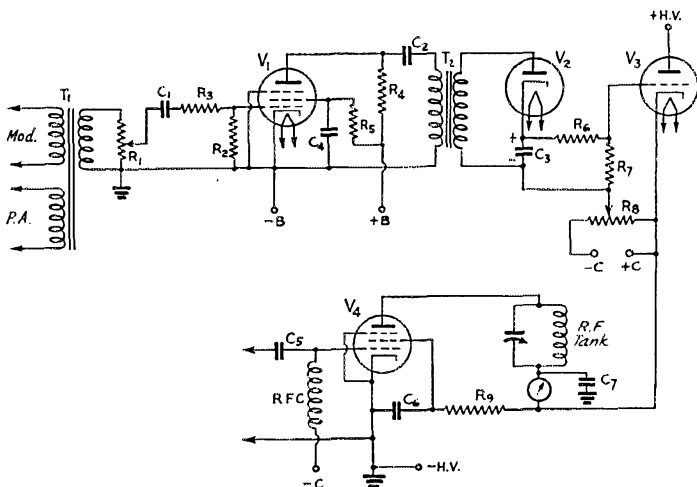 +H.V.
V1
C2
T2
V2
V3
T1
C1
R3
R4
Mod.
R1
R2
C4
R5
+
R6
–
C3
R7
P.A.
R8
–B
+B
–C
+C
V4
C5
R.F.
Tank
RFC
C6
R9
C7
–C
–H.V.